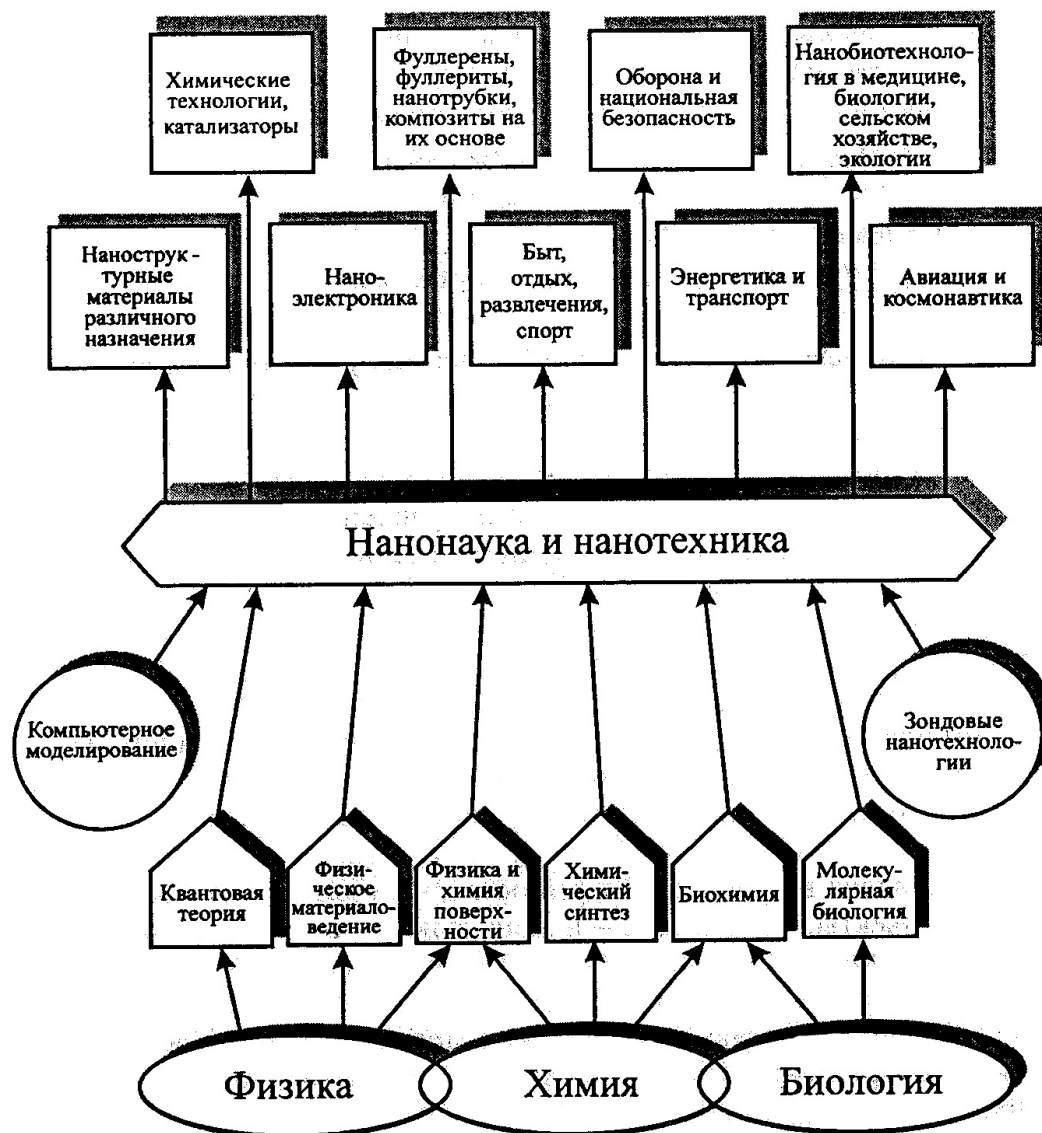 Химические
технологии,
катализаторы
Фуллерены,
фуллериты,
нанотрубки,
композиты на
их основе
Оборона и
национальная
безопасность
Нанобиотехноло-
гия в медицине,
биологии,
сельском
хозяйстве,
экологии
Нанострук-
турные
материалы
различного
назначения
Нано-
электроника
Быт,
отдых,
развлечения,
спорт
Энергетика и
транспорт
Авиация и
космонавтика
Нанонаука и нанотехника
Компьютерное
моделирование
Зондовые
нанотехноло-
гии
Квантовая
теория
Физи-
ческое
материало-
ведение
Физика и
химия
поверх-
ности
Хими-
ческий
синтез
Биохимия
Молеку-
лярная
биология
Физика
Химия
Биология